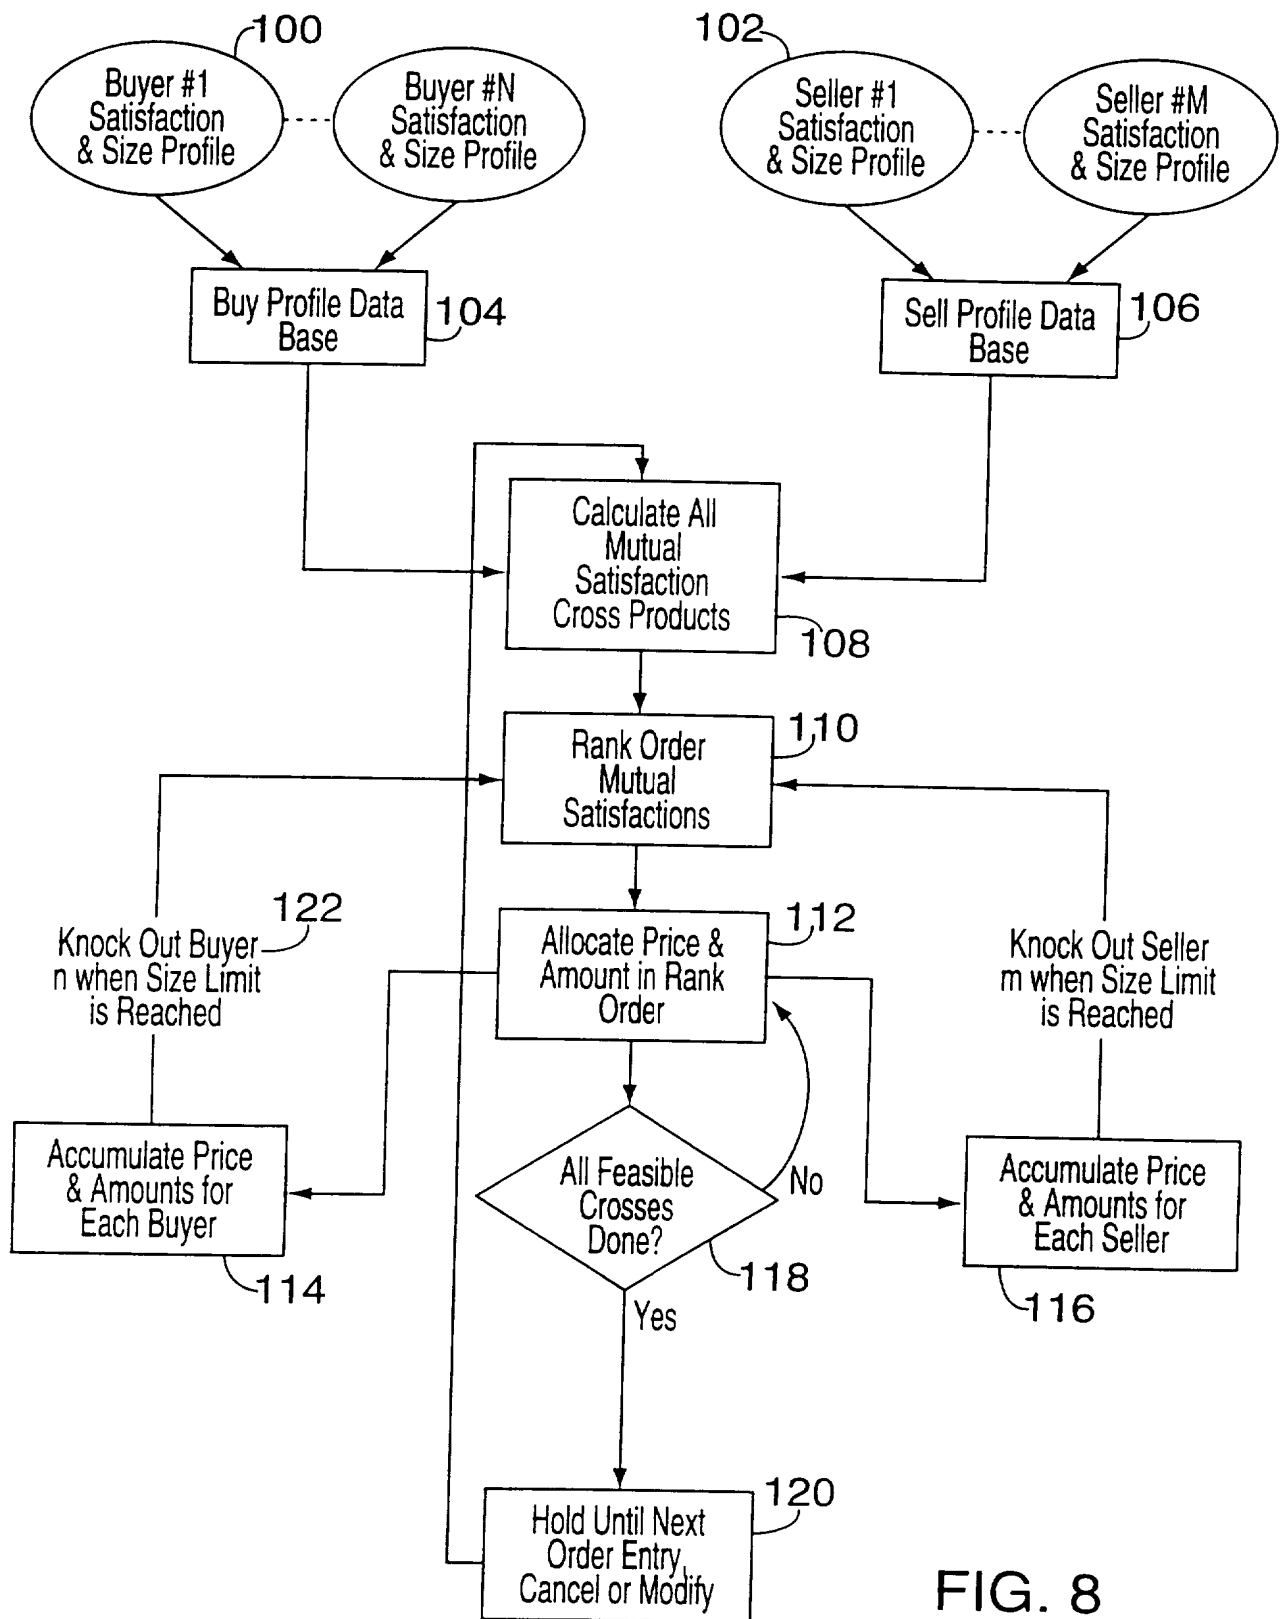 100
Buyer #1
Satisfaction
& Size Profile
Buyer #N
Satisfaction
& Size Profile
102
Seller #1
Satisfaction
& Size Profile
Seller #M
Satisfaction
& Size Profile
Buy Profile Data
Base
104
Sell Profile Data
Base
106
Calculate All
Mutual
Satisfaction
Cross Products
108
Rank Order
Mutual
Satisfactions
110
Knock Out Buyer
n when Size Limit
is Reached
122
Allocate Price &
Amount in Rank
Order
112
Knock Out Seller
m when Size Limit
is Reached
Accumulate Price
& Amounts for
Each Buyer
114
All Feasible
Crosses
Done?
No
118
Yes
Accumulate Price
& Amounts for
Each Seller
116
Hold Until Next
Order Entry,
Cancel or Modify
120
FIG. 8